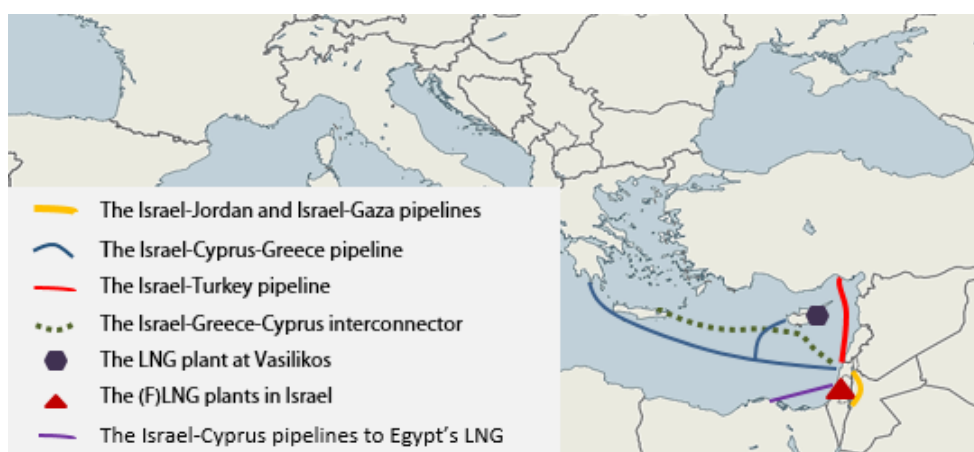 The Israel-Jordan and Israel-Gaza pipelines
The Israel-Cyprus-Greece pipeline
The Israel-Turkey pipeline
The Israel-Greece-Cyprus interconnector
The LNG plant at Vasilikos
The (F)LNG plants in Israel
The Israel-Cyprus pipelines to Egypt's LNG